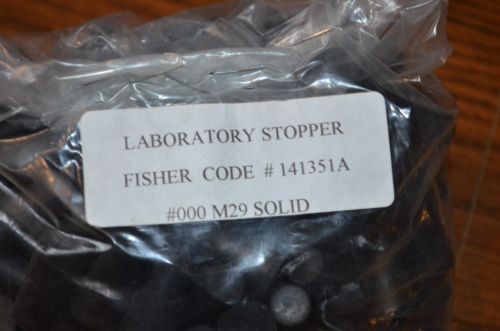 LABORATORY STOPPER
FISHER CODE # 141351A
#000 M29 SOLID